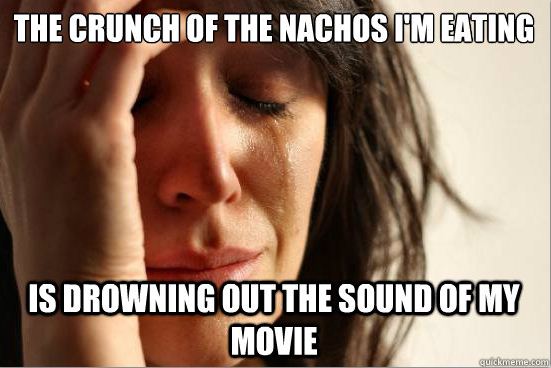 THE CRUNCH OF THE NACHOS I'M EATING
IS DROWNING OUT THE SOUND OF MY
MOVIE
quickmeme.com